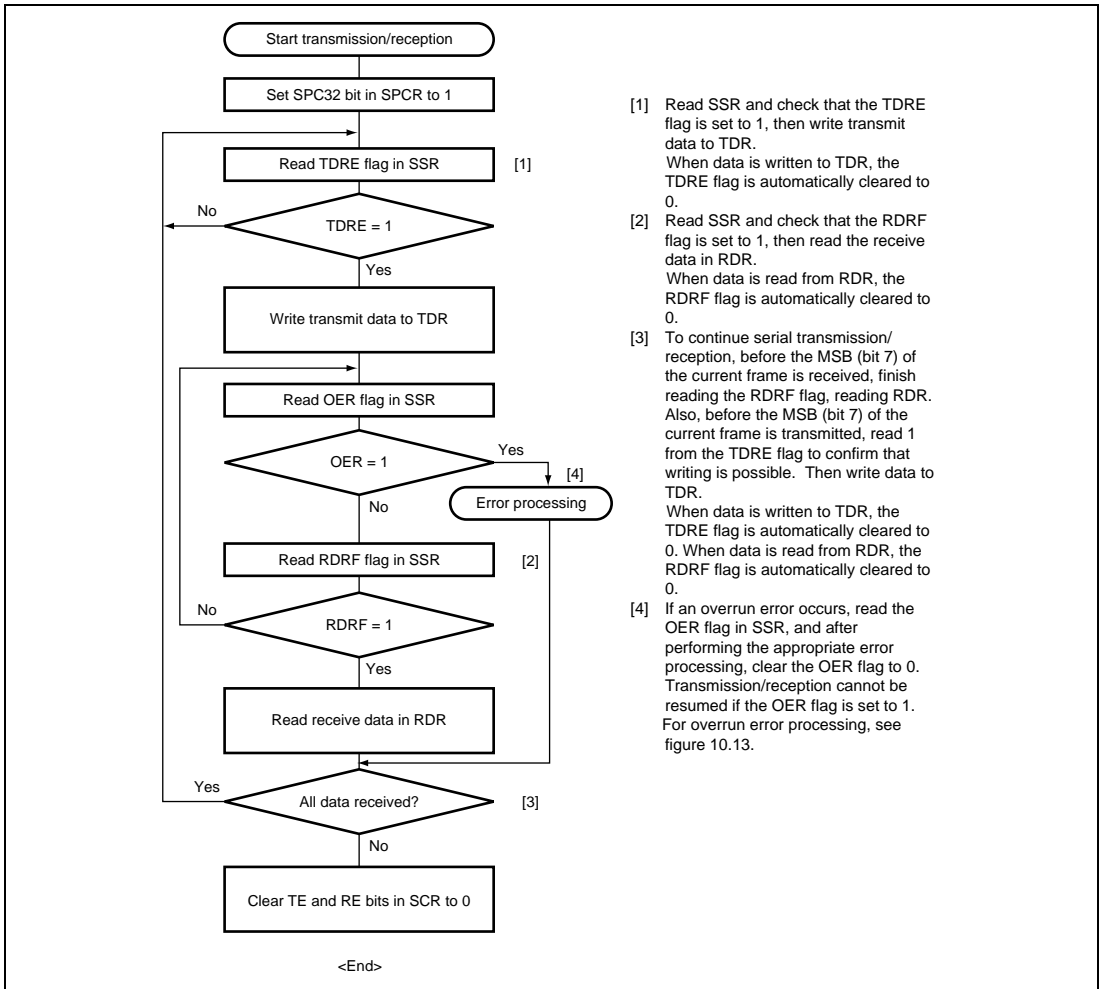 Start transmission/reception
Set SPC32 bit in SPCR to 1
Read TDRE flag in SSR
[1]
No
TDRE = 1
Yes
Write transmit data to TDR
Read OER flag in SSR
OER = 1
Yes
[4]
No
Error processing
Read RDRF flag in SSR
[2]
No
RDRF = 1
Yes
Read receive data in RDR
Yes
All data received?
[3]
No
Clear TE and RE bits in SCR to 0
<End>
[1] Read SSR and check that the TDRE
flag is set to 1, then write transmit
data to TDR.
When data is written to TDR, the
TDRE flag is automatically cleared to
0.
[2] Read SSR and check that the RDRF
flag is set to 1, then read the receive
data in RDR.
When data is read from RDR, the
RDRF flag is automatically cleared to
0.
[3] To continue serial transmission/
reception, before the MSB (bit 7) of
the current frame is received, finish
reading the RDRF flag, reading RDR.
Also, before the MSB (bit 7) of the
current frame is transmitted, read 1
from the TDRE flag to confirm that
writing is possible. Then write data to
TDR.
When data is written to TDR, the
TDRE flag is automatically cleared to
0. When data is read from RDR, the
RDRF flag is automatically cleared to
0.
[4] If an overrun error occurs, read the
OER flag in SSR, and after
performing the appropriate error
processing, clear the OER flag to 0.
Transmission/reception cannot be
resumed if the OER flag is set to 1.
For overrun error processing, see
figure 10.13.